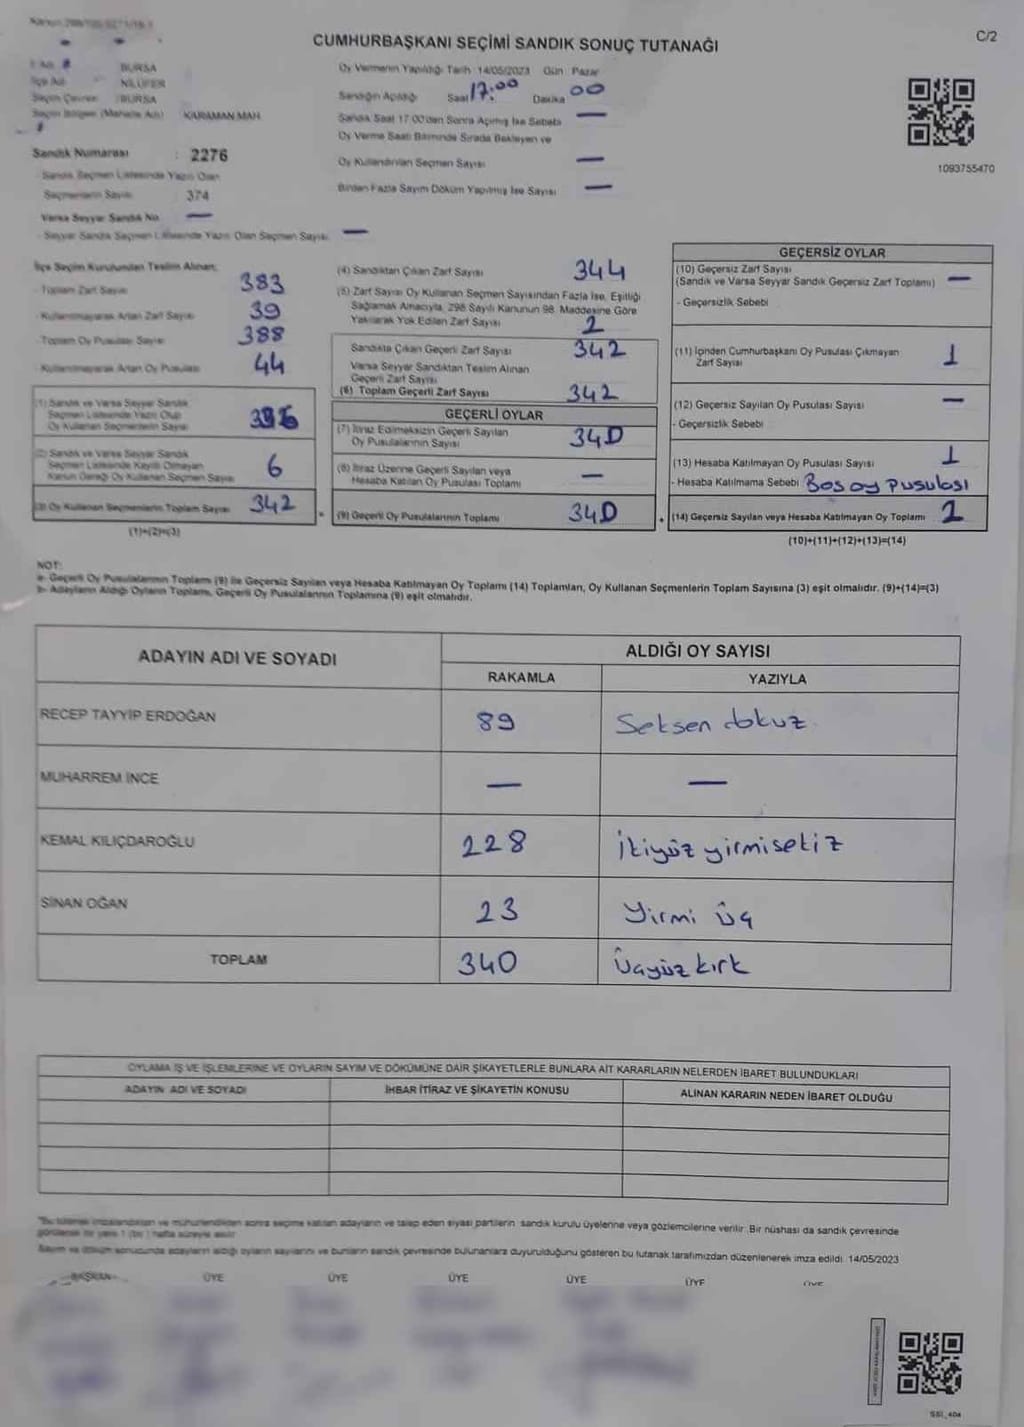 C/2
CUMHURBAŞKANI SEÇİMİ SANDIK SONUÇ TUTANAĞI
İl Adı BURSA
İlçe Adı NİLÜFER
Seçim Çevresi :BURSA
Seçim Bölgesi (Mahalle Adı) KARAMAN MAH.
Sandık Numarası : 2276
Sandık Seçmen Listesinde Yazılı Olan
Seçmenlerin Sayısı 374
Varsa Seyyar Sandık No —
- Seyyar Sandık Seçmen Listesinde Yazılı Olan Seçmen Sayısı —
Oy Vermenin Yapıldığı Tarih 14/05/2023 Gün Pazar
Sandığın Açıldığı Saat 17:00 Dakika 00
Sandık Saat 17.00'den Sonra Açılmış İse Sebebi —
Oy Verme Saati Bitiminde Sırada Bekleyen ve
Oy Kullandırılan Seçmen Sayısı —
Birden Fazla Sayım Döküm Yapılmış İse Sayısı —
1093755470
İlçe Seçim Kurulundan Teslim Alınan;
- Toplam Zarf Sayısı 383
- Kullanılmayarak Artan Zarf Sayısı 39
- Toplam Oy Pusulası Sayısı 388
- Kullanılmayarak Artan Oy Pusulası 44
(1) Sandık ve Varsa Seyyar Sandık
Seçmen Listesinde Yazılı Olup
Oy Kullanan Seçmenlerin Sayısı
(2) Sandık ve Varsa Seyyar Sandık
Seçmen Listesinde Kayıtlı Olmayan
Kanun Gereği Oy Kullanan Seçmen Sayısı 6
(3) Oy Kullanan Seçmenlerin Toplam Sayısı 342
(1)+(2)=(3)
(4) Sandıktan Çıkan Zarf Sayısı 344
(5) Zarf Sayısı Oy Kullanan Seçmen Sayısından Fazla İse, Eşitliği
Sağlamak Amacıyla, 298 Sayılı Kanunun 98. Maddesine Göre
Yakılarak Yok Edilen Zarf Sayısı 2
Sandıkta Çıkan Geçerli Zarf Sayısı 342
Varsa Seyyar Sandıktan Teslim Alınan
Geçerli Zarf Sayısı
(6) Toplam Geçerli Zarf Sayısı 342
GEÇERLİ OYLAR
(7) İtiraz Edilmeksizin Geçerli Sayılan
Oy Pusulalarının Sayısı 340
(8) İtiraz Üzerine Geçerli Sayılan veya
Hesaba Katılan Oy Pusulası Toplamı —
(9) Geçerli Oy Pusulalarının Toplamı 340
GEÇERSİZ OYLAR
(10) Geçersiz Zarf Sayısı
(Sandık ve Varsa Seyyar Sandık Geçersiz Zarf Toplamı) —
- Geçersizlik Sebebi
(11) İçinden Cumhurbaşkanı Oy Pusulası Çıkmayan
Zarf Sayısı 1
(12) Geçersiz Sayılan Oy Pusulası Sayısı —
- Geçersizlik Sebebi
(13) Hesaba Katılmayan Oy Pusulası Sayısı 1
- Hesaba Katılmama Sebebi Boş oy pusulası
(14) Geçersiz Sayılan veya Hesaba Katılmayan Oy Toplamı 2
(10)+(11)+(12)+(13)=(14)
NOT:
a- Geçerli Oy Pusulalarının Toplamı (9) ile Geçersiz Sayılan veya Hesaba Katılmayan Oy Toplamı (14) Toplamları, Oy Kullanan Seçmenlerin Toplam Sayısına (3) eşit olmalıdır. (9)+(14)=(3)
b- Adayların Aldığı Oyların Toplamı, Geçerli Oy Pusulalarının Toplamına (9) eşit olmalıdır.
ADAYIN ADI VE SOYADI ALDIĞI OY SAYISI
RAKAMLA YAZIYLA
RECEP TAYYİP ERDOĞAN 89 Seksen dokuz
MUHARREM İNCE — —
KEMAL KILIÇDAROĞLU 228 İkiyüz yirmisekiz
SİNAN OĞAN 23 Yirmi üç
TOPLAM 340 Üçyüz kırk
OYLAMA İŞ VE İŞLEMLERİNE VE OYLARIN SAYIM VE DÖKÜMÜNE DAİR ŞİKAYETLERLE BUNLARA AİT KARARLARIN NELERDEN İBARET BULUNDUKLARI
ADAYIN ADI VE SOYADI İHBAR İTİRAZ VE ŞİKAYETİN KONUSU ALINAN KARARIN NEDEN İBARET OLDUĞU
*Bu tutanak imzalandıktan ve mühürlendikten sonra seçime katılan adayların ve talep eden siyasi partilerin sandık kurulu üyelerine veya gözlemcilerine verilir. Bir nüshası da sandık çevresinde
görülecek bir yere 1 (bir) hafta süreyle asılır.
Sayım ve döküm sonucunda adayların aldığı oyların sayılarını ve bunların sandık çevresinde bulunanlara duyurulduğunu gösteren bu tutanak tarafımızdan düzenlenerek imza edildi. 14/05/2023
BAŞKAN ÜYE ÜYE ÜYE ÜYE ÜYE ÜYE